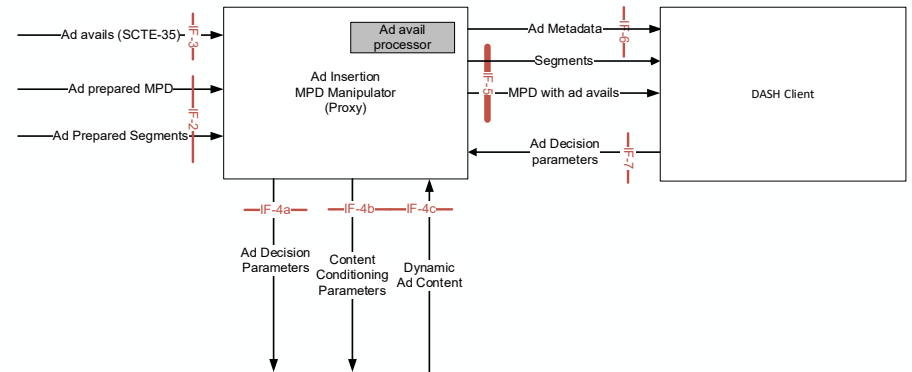 Ad avails (SCTE-35)
IF-3
Ad prepared MPD
IF-2
Ad Prepared Segments
Ad avail
processor
Ad Insertion
MPD Manipulator
(Proxy)
Ad Metadata
IF-6
Segments
IF-5
MPD with ad avails
DASH Client
Ad Decision
parameters
IF-7
IF-4a
IF-4b
IF-4c
Ad Decision
Parameters
Content
Conditioning
Parameters
Dynamic
Ad Content